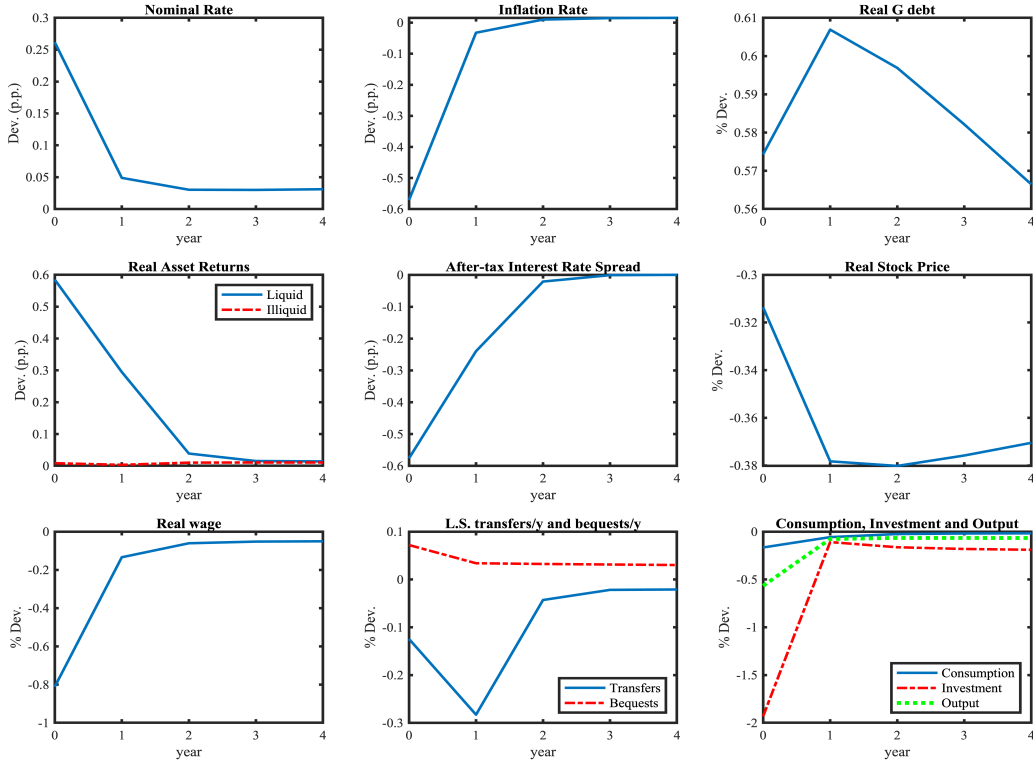 Nominal Rate
Dev. (p.p.)
0.3
0.25
0.2
0.15
0.1
0.05
0
0 1 2 3 4
year
Inflation Rate
Dev. (p.p.)
0
-0.1
-0.2
-0.3
-0.4
-0.5
-0.6
0 1 2 3 4
year
Real G debt
% Dev.
0.61
0.6
0.59
0.58
0.57
0.56
0 1 2 3 4
year
Real Asset Returns
Dev. (p.p.)
0.6
0.5
0.4
0.3
0.2
0.1
0
Liquid
Illiquid
0 1 2 3 4
year
After-tax Interest Rate Spread
Dev. (p.p.)
0
-0.1
-0.2
-0.3
-0.4
-0.5
-0.6
0 1 2 3 4
year
Real Stock Price
% Dev.
-0.3
-0.32
-0.34
-0.36
-0.38
0 1 2 3 4
year
Real wage
% Dev.
0
-0.2
-0.4
-0.6
-0.8
-1
0 1 2 3 4
year
L.S. transfers/y and bequests/y
% Dev.
0.1
0
-0.1
-0.2
-0.3
Transfers
Bequests
0 1 2 3 4
year
Consumption, Investment and Output
% Dev.
0
-0.5
-1
-1.5
-2
Consumption
Investment
Output
0 1 2 3 4
year